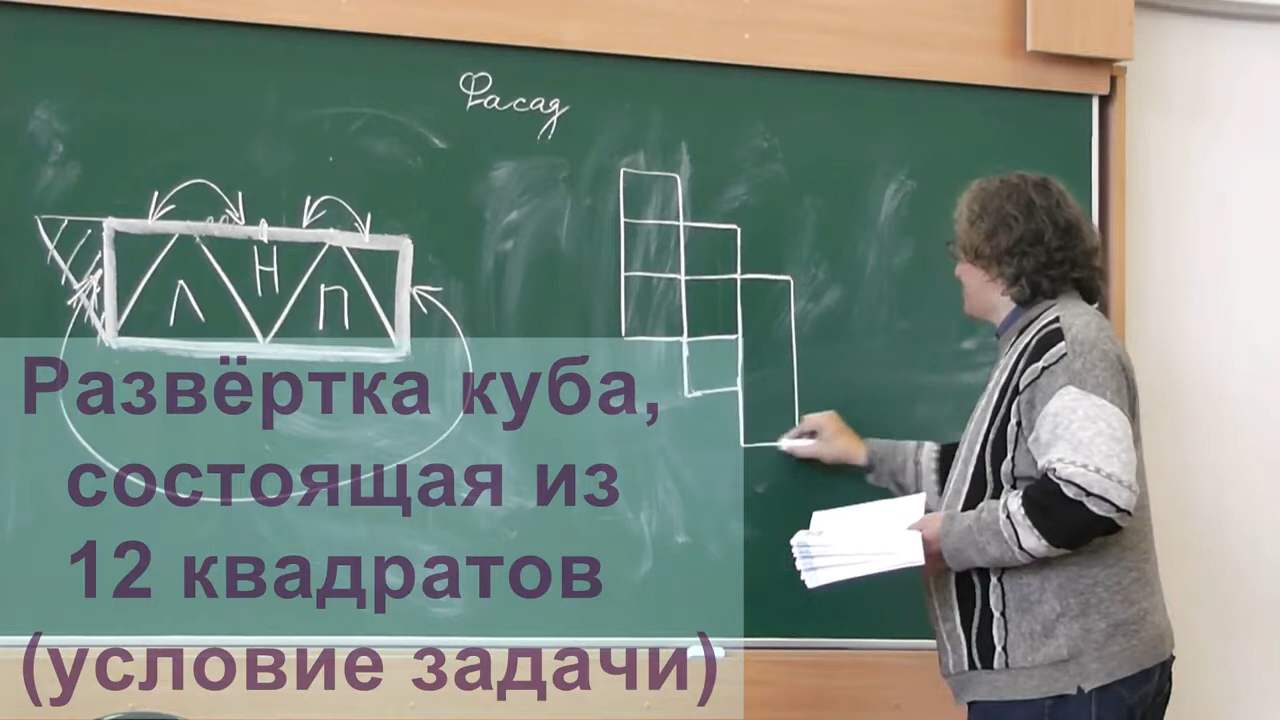 Фасад
Л Н П
Развёртка куба,
состоящая из
12 квадратов
(условие задачи)